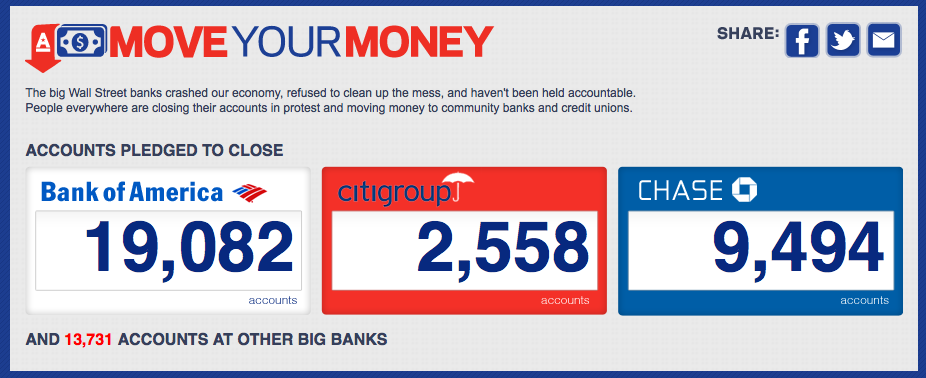 A $ MOVE YOUR MONEY
SHARE: f
The big Wall Street banks crashed our economy, refused to clean up the mess, and haven't been held accountable.
People everywhere are closing their accounts in protest and moving money to community banks and credit unions.
ACCOUNTS PLEDGED TO CLOSE
Bank of America
19,082
accounts
citigroup
2,558
accounts
CHASE
9,494
accounts
AND 13,731 ACCOUNTS AT OTHER BIG BANKS